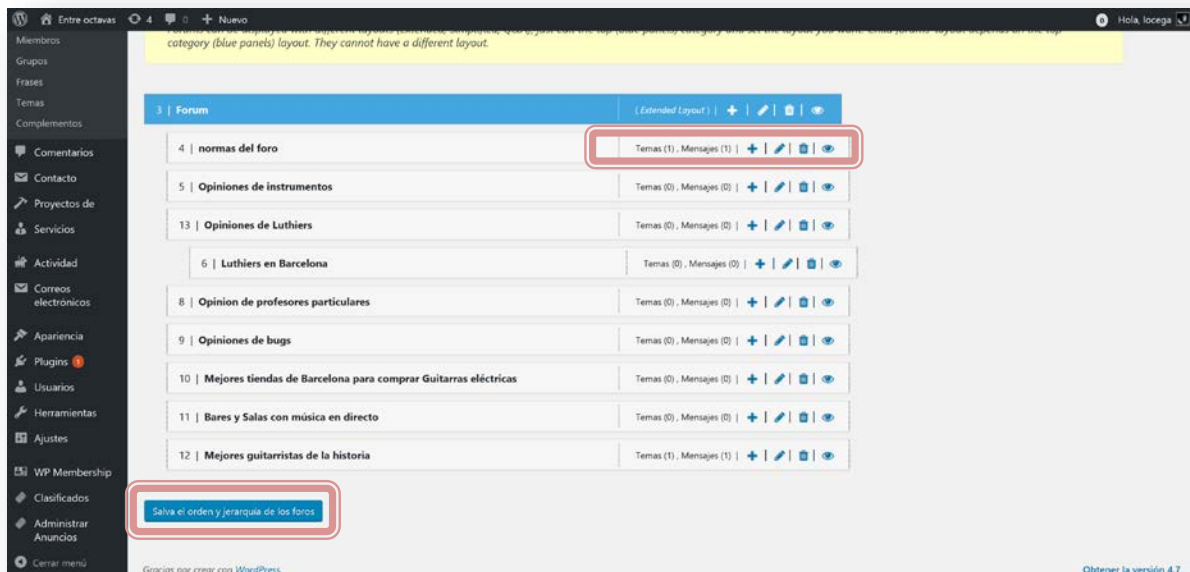 Entre octavas 4 0 Nuevo
0 Hola, locega
Miembros
Grupos
Frases
Temas
Complementos
Comentarios
Contacto
Proyectos de
Servicios
Actividad
Correos
electrónicos
Apariencia
Plugins 1
Usuarios
Herramientas
Ajustes
WP Membership
Clasificados
Administrar
Anuncios
Cerrar menú
category (blue panels) layout. They cannot have a different layout.
3 | Forum (Extended Layout) |
4 | normas del foro Temas (1) , Mensajes (1) |
5 | Opiniones de instrumentos Temas (0) , Mensajes (0) |
13 | Opiniones de Luthiers Temas (0) , Mensajes (0) |
6 | Luthiers en Barcelona Temas (0) , Mensajes (0) |
8 | Opinion de profesores particulares Temas (0) , Mensajes (0) |
9 | Opiniones de bugs Temas (0) , Mensajes (0) |
10 | Mejores tiendas de Barcelona para comprar Guitarras eléctricas Temas (0) , Mensajes (0) |
11 | Bares y Salas con música en directo Temas (0) , Mensajes (0) |
12 | Mejores guitarristas de la historia Temas (1) , Mensajes (1) |
Salva el orden y jerarquía de los foros
Gracias por crear con WordPress.
Obtener la versión 4.7